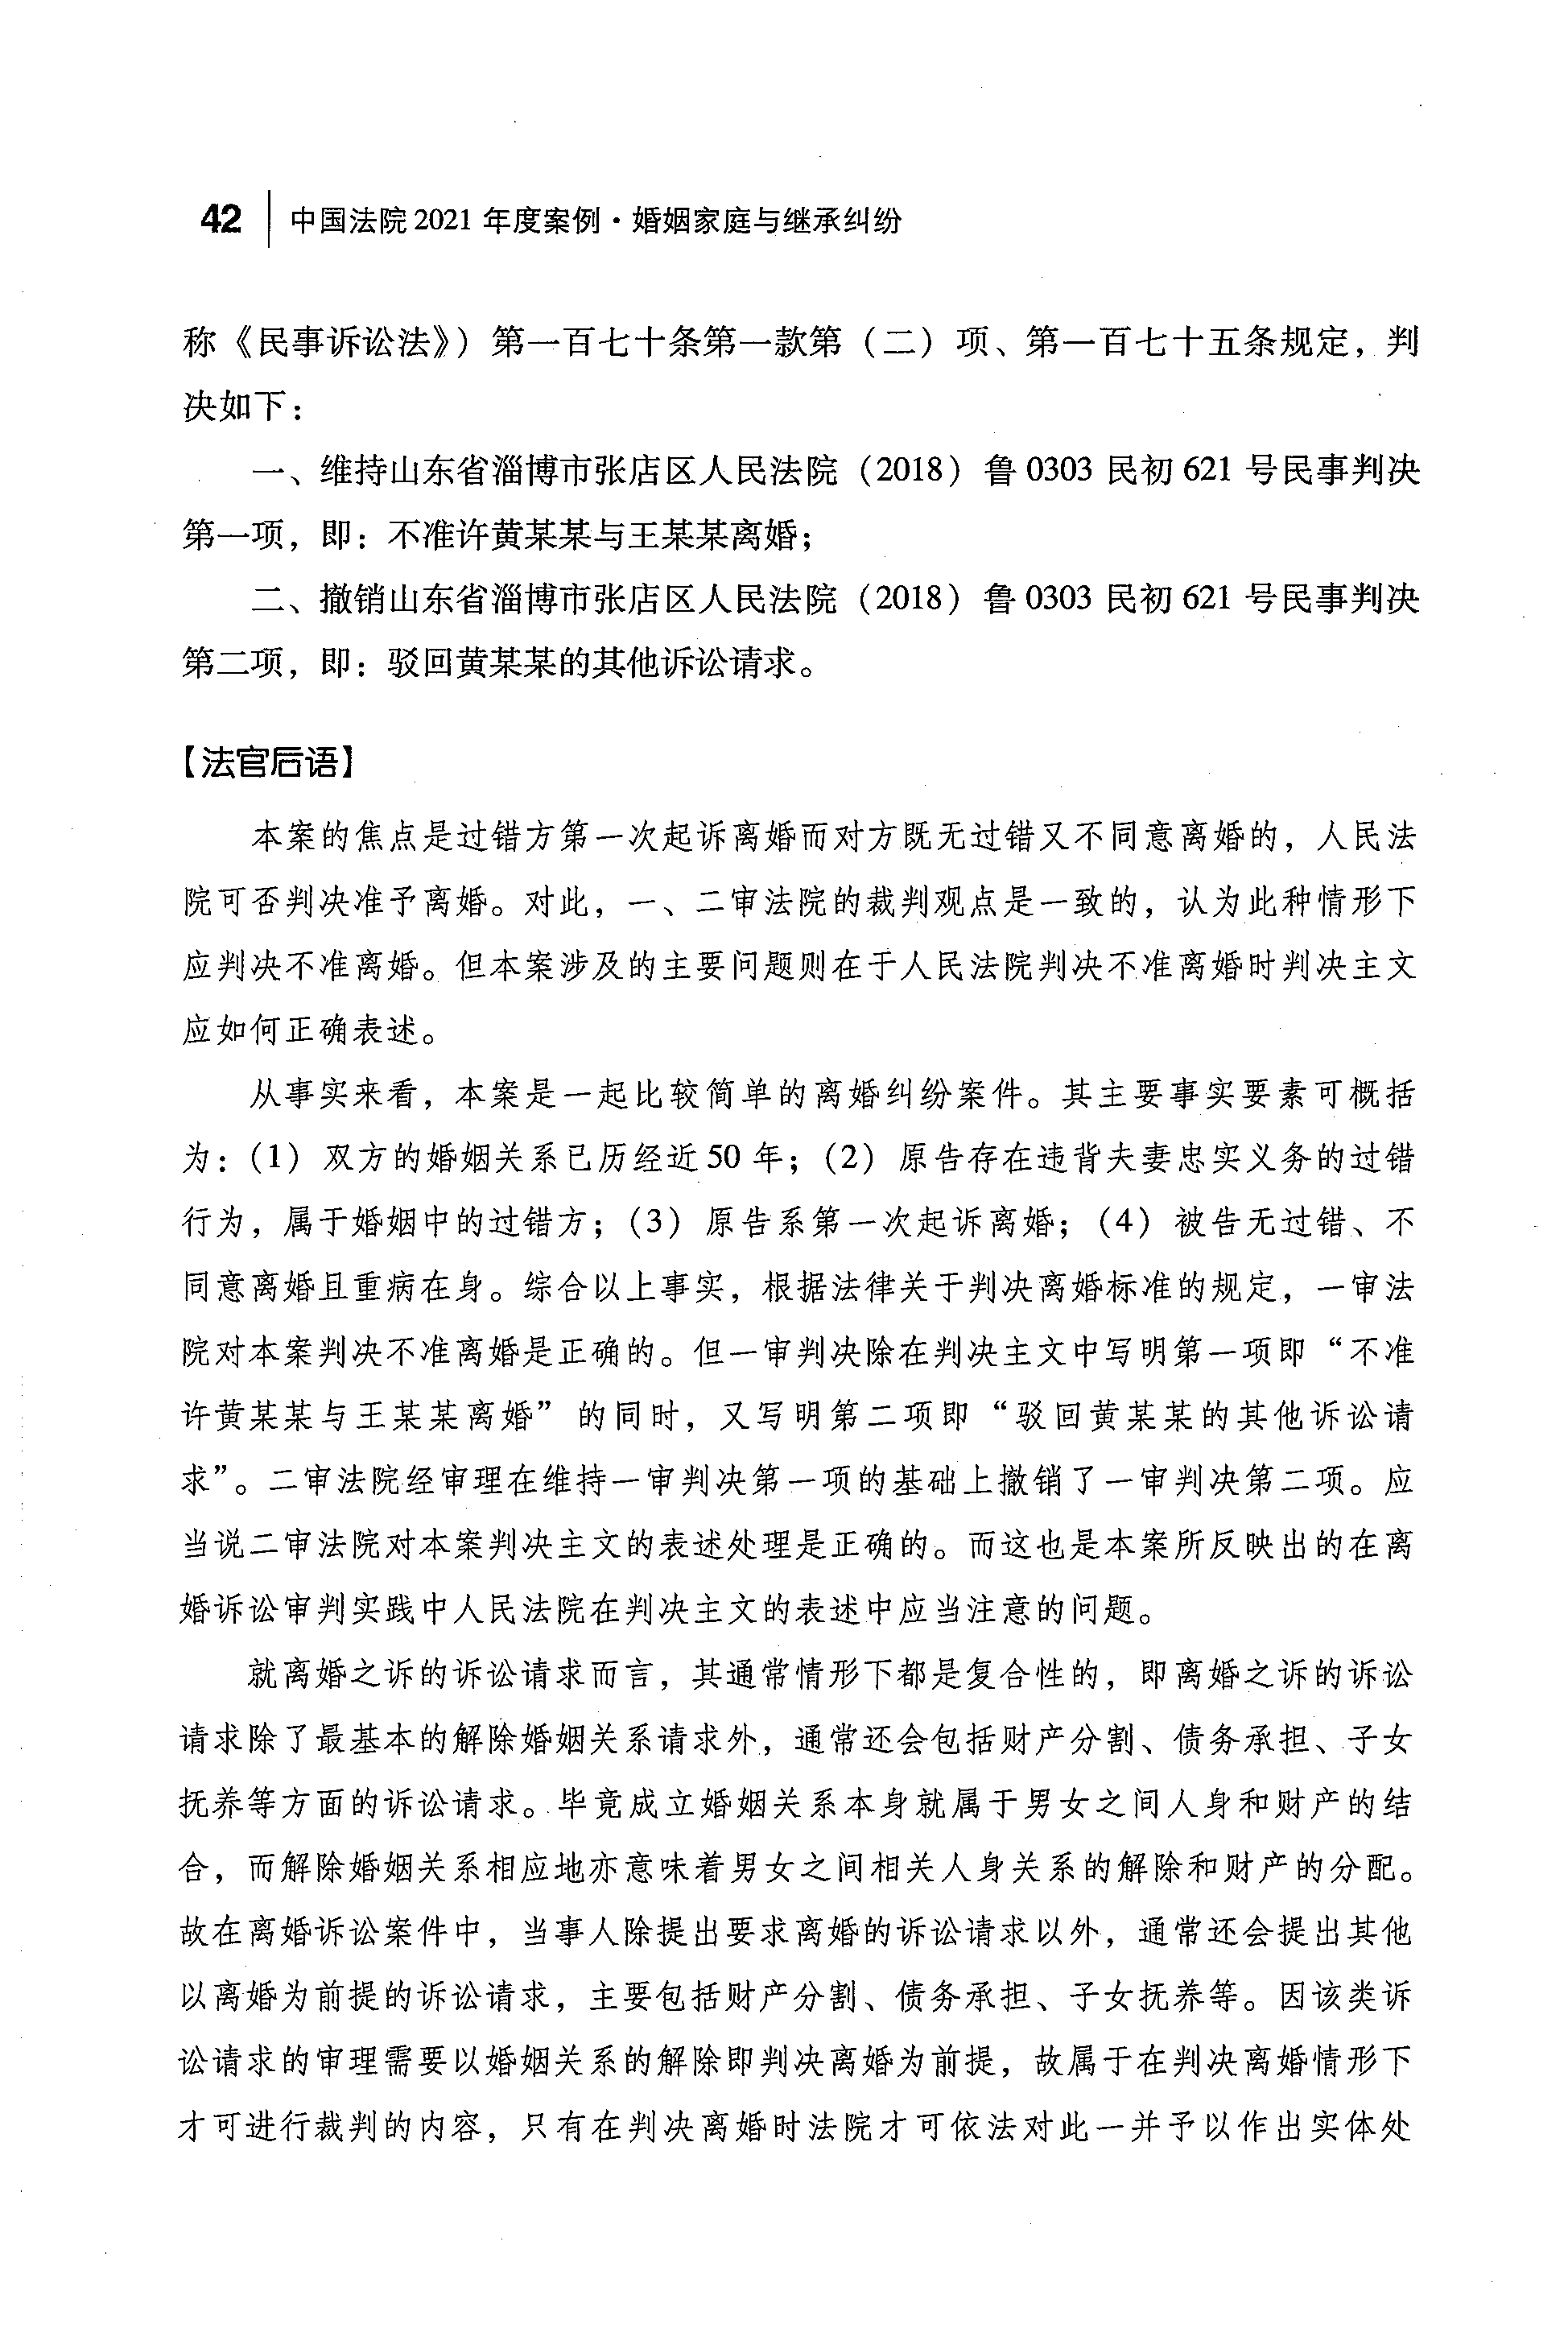 42 中国法院2021年度案例·婚姻家庭与继承纠纷
称《民事诉讼法》）第一百七十条第一款第（二）项、第一百七十五条规定，判
决如下：
一、维持山东省淄博市张店区人民法院（2018）鲁0303民初621号民事判决
第一项，即：不准许黄某某与王某某离婚；
二、撤销山东省淄博市张店区人民法院（2018）鲁0303民初621号民事判决
第二项，即：驳回黄某某的其他诉讼请求。
【法官后语】
本案的焦点是过错方第一次起诉离婚而对方既无过错又不同意离婚的，人民法
院可否判决准予离婚。对此，一、二审法院的裁判观点是一致的，认为此种情形下
应判决不准离婚。但本案涉及的主要问题则在于人民法院判决不准离婚时判决主文
应如何正确表述。
从事实来看，本案是一起比较简单的离婚纠纷案件。其主要事实要素可概括
为：（1）双方的婚姻关系已历经近50年；（2）原告存在违背夫妻忠实义务的过错
行为，属于婚姻中的过错方；（3）原告系第一次起诉离婚；（4）被告无过错、不
同意离婚且重病在身。综合以上事实，根据法律关于判决离婚标准的规定，一审法
院对本案判决不准离婚是正确的。但一审判决除在判决主文中写明第一项即“不准
许黄某某与王某某离婚”的同时，又写明第二项即“驳回黄某某的其他诉讼请
求”。二审法院经审理在维持一审判决第一项的基础上撤销了一审判决第二项。应
当说二审法院对本案判决主文的表述处理是正确的。而这也是本案所反映出的在离
婚诉讼审判实践中人民法院在判决主文的表述中应当注意的问题。
就离婚之诉的诉讼请求而言，其通常情形下都是复合性的，即离婚之诉的诉讼
请求除了最基本的解除婚姻关系请求外，通常还会包括财产分割、债务承担、子女
抚养等方面的诉讼请求。毕竟成立婚姻关系本身就属于男女之间人身和财产的结
合，而解除婚姻关系相应地亦意味着男女之间相关人身关系的解除和财产的分配。
故在离婚诉讼案件中，当事人除提出要求离婚的诉讼请求以外，通常还会提出其他
以离婚为前提的诉讼请求，主要包括财产分割、债务承担、子女抚养等。因该类诉
讼请求的审理需要以婚姻关系的解除即判决离婚为前提，故属于在判决离婚情形下
才可进行裁判的内容，只有在判决离婚时法院才可依法对此一并予以作出实体处